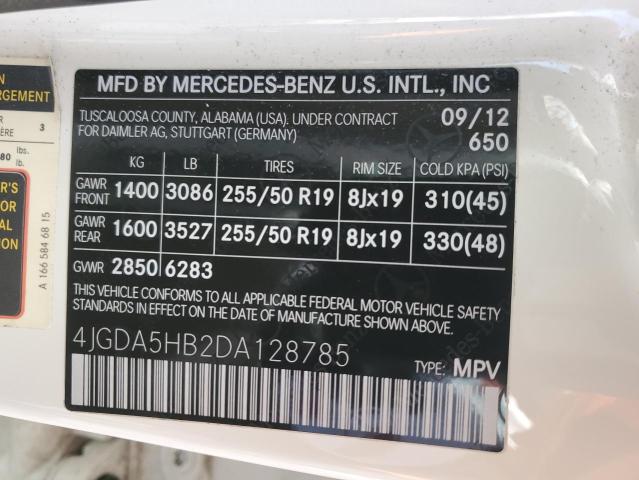 MFD BY MERCEDES-BENZ U.S. INTL., INC
TUSCALOOSA COUNTY, ALABAMA (USA). UNDER CONTRACT
FOR DAIMLER AG, STUTTGART (GERMANY)
09/12
650
KG LB TIRES RIM SIZE COLD KPA (PSI)
GAWR FRONT 1400 3086 255/50 R19 8Jx19 310(45)
GAWR REAR 1600 3527 255/50 R19 8Jx19 330(48)
GVWR 2850 6283
THIS VEHICLE CONFORMS TO ALL APPLICABLE FEDERAL MOTOR VEHICLE SAFETY
STANDARDS IN EFFECT ON THE DATE OF MANUFACTURE SHOWN ABOVE.
4JGDA5HB2DA128785
TYPE: MPV
A 166 584 68 15
3
lbs.
lb.